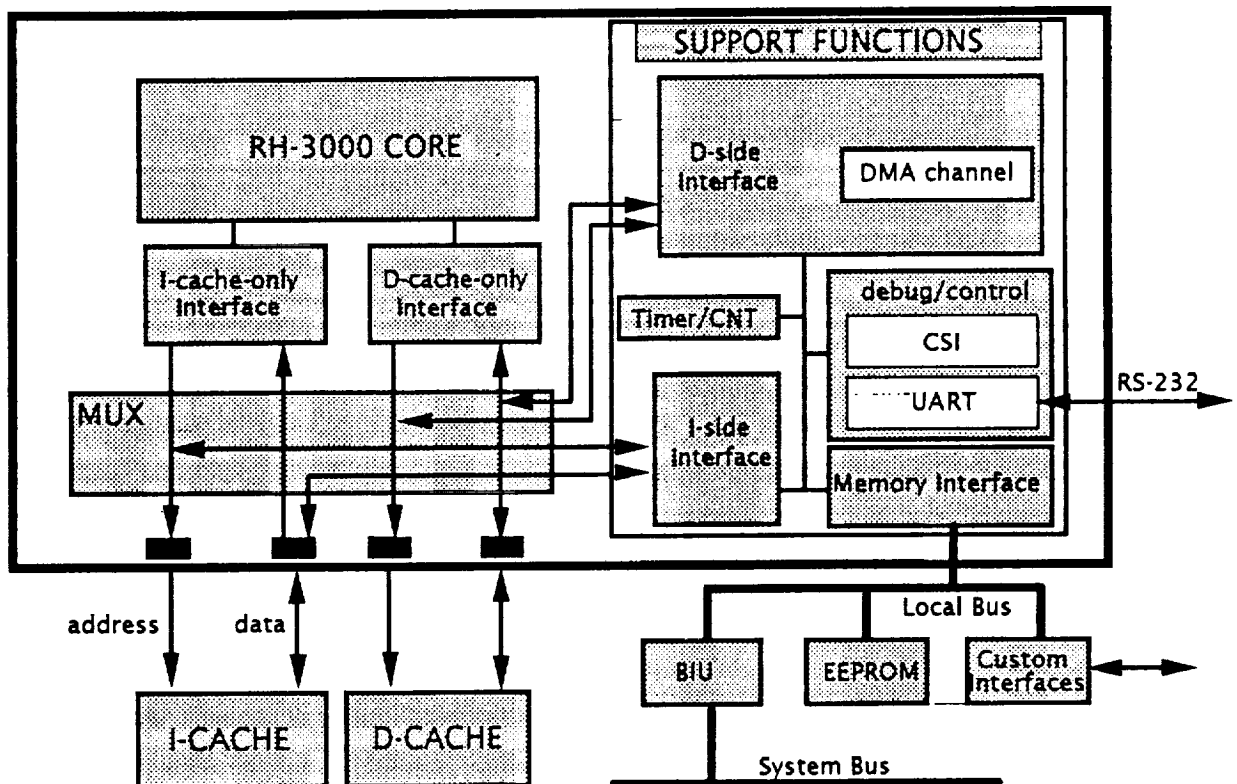 SUPPORT FUNCTIONS
RH-3000 CORE
D-side
Interface
DMA channel
I-cache-only
Interface
D-cache-only
Interface
Timer/CNT
debug/control
CSI
UART
RS-232
MUX
I-side
Interface
Memory Interface
Local Bus
address
data
BIU
EEPROM
Custom
Interfaces
I-CACHE
D-CACHE
System Bus